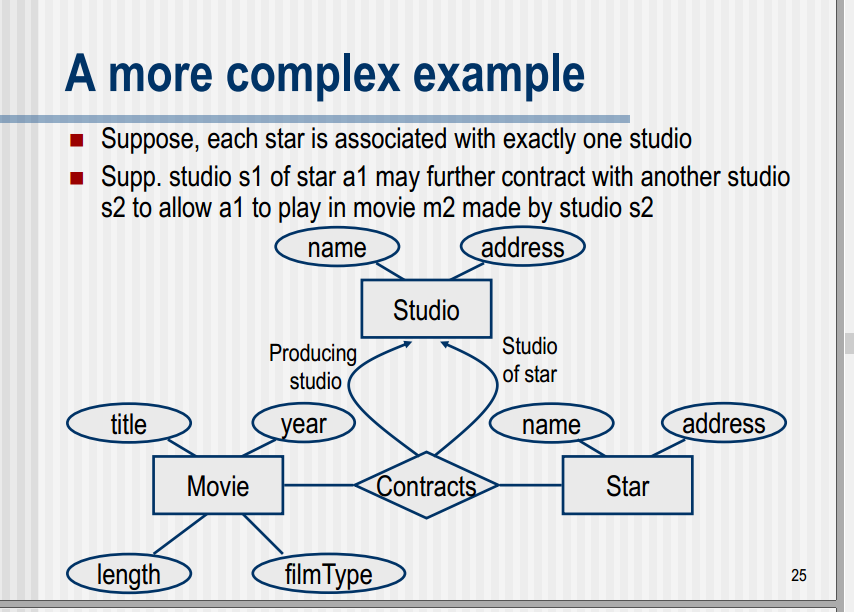 A more complex example
Suppose, each star is associated with exactly one studio
Supp. studio s1 of star a1 may further contract with another studio
s2 to allow a1 to play in movie m2 made by studio s2
name
address
Studio
Producing
studio
Studio
of star
title
year
name
address
Movie
Contracts
Star
length
filmType
25